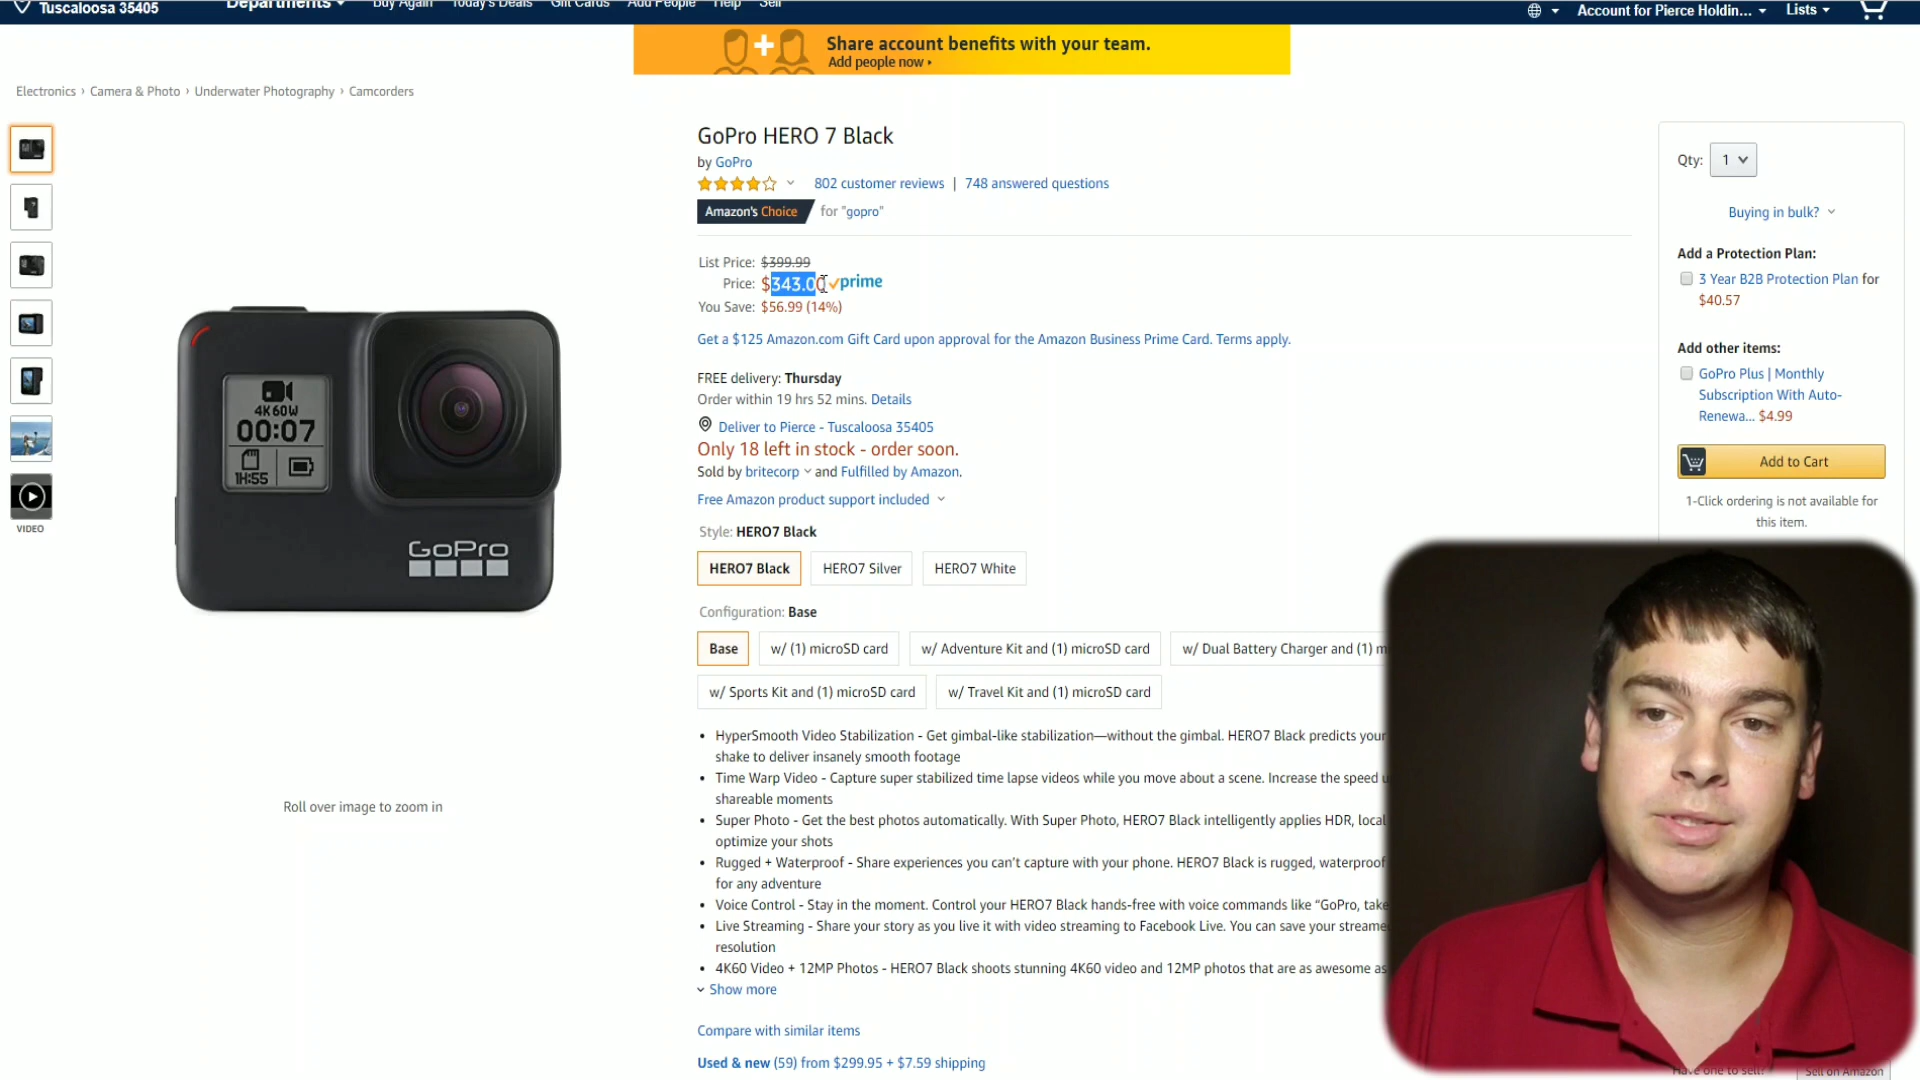 Tuscaloosa 35405
Departments
Buy Again Today's Deals Gift Cards Add People Help Sell
Account for Pierce Holdin...
Lists
Share account benefits with your team.
Add people now ›
Electronics › Camera & Photo › Underwater Photography › Camcorders
GoPro HERO 7 Black
by GoPro
802 customer reviews | 748 answered questions
Amazon's Choice for "gopro"
List Price: $399.99
Price: $343.00 prime
You Save: $56.99 (14%)
Get a $125 Amazon.com Gift Card upon approval for the Amazon Business Prime Card. Terms apply.
FREE delivery: Thursday
Order within 19 hrs 52 mins. Details
Deliver to Pierce - Tuscaloosa 35405
Only 18 left in stock - order soon.
Sold by britecorp and Fulfilled by Amazon.
Free Amazon product support included
Style: HERO7 Black
HERO7 Black HERO7 Silver HERO7 White
Configuration: Base
Base w/ (1) microSD card w/ Adventure Kit and (1) microSD card w/ Dual Battery Charger and (1) m
w/ Sports Kit and (1) microSD card w/ Travel Kit and (1) microSD card
• HyperSmooth Video Stabilization - Get gimbal-like stabilization—without the gimbal. HERO7 Black predicts your
shake to deliver insanely smooth footage
• Time Warp Video - Capture super stabilized time lapse videos while you move about a scene. Increase the speed u
shareable moments
• Super Photo - Get the best photos automatically. With Super Photo, HERO7 Black intelligently applies HDR, local
optimize your shots
• Rugged + Waterproof - Share experiences you can't capture with your phone. HERO7 Black is rugged, waterproof
for any adventure
• Voice Control - Stay in the moment. Control your HERO7 Black hands-free with voice commands like “GoPro, take
• Live Streaming - Share your story as you live it with video streaming to Facebook Live. You can save your streame
resolution
• 4K60 Video + 12MP Photos - HERO7 Black shoots stunning 4K60 video and 12MP photos that are as awesome as
Show more
Compare with similar items
Used & new (59) from $299.95 + $7.59 shipping
VIDEO
4K 60W
00:07
1H:55
GoPro
Roll over image to zoom in
Qty: 1
Buying in bulk?
Add a Protection Plan:
3 Year B2B Protection Plan for
$40.57
Add other items:
GoPro Plus | Monthly
Subscription With Auto-
Renewa... $4.99
Add to Cart
1-Click ordering is not available for
this item.
Have one to sell?
Sell on Amazon